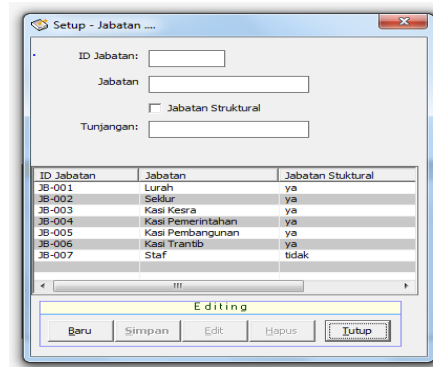 Setup - Jabatan ....
ID Jabatan:
Jabatan
Jabatan Struktural
Tunjangan:
ID Jabatan Jabatan Jabatan Stuktural
JB-001 Lurah ya
JB-002 Seklur ya
JB-003 Kasi Kesra ya
JB-004 Kasi Pemerintahan ya
JB-005 Kasi Pembangunan ya
JB-006 Kasi Trantib ya
JB-007 Staf tidak
Editing
Baru Simpan Edit Hapus Tutup